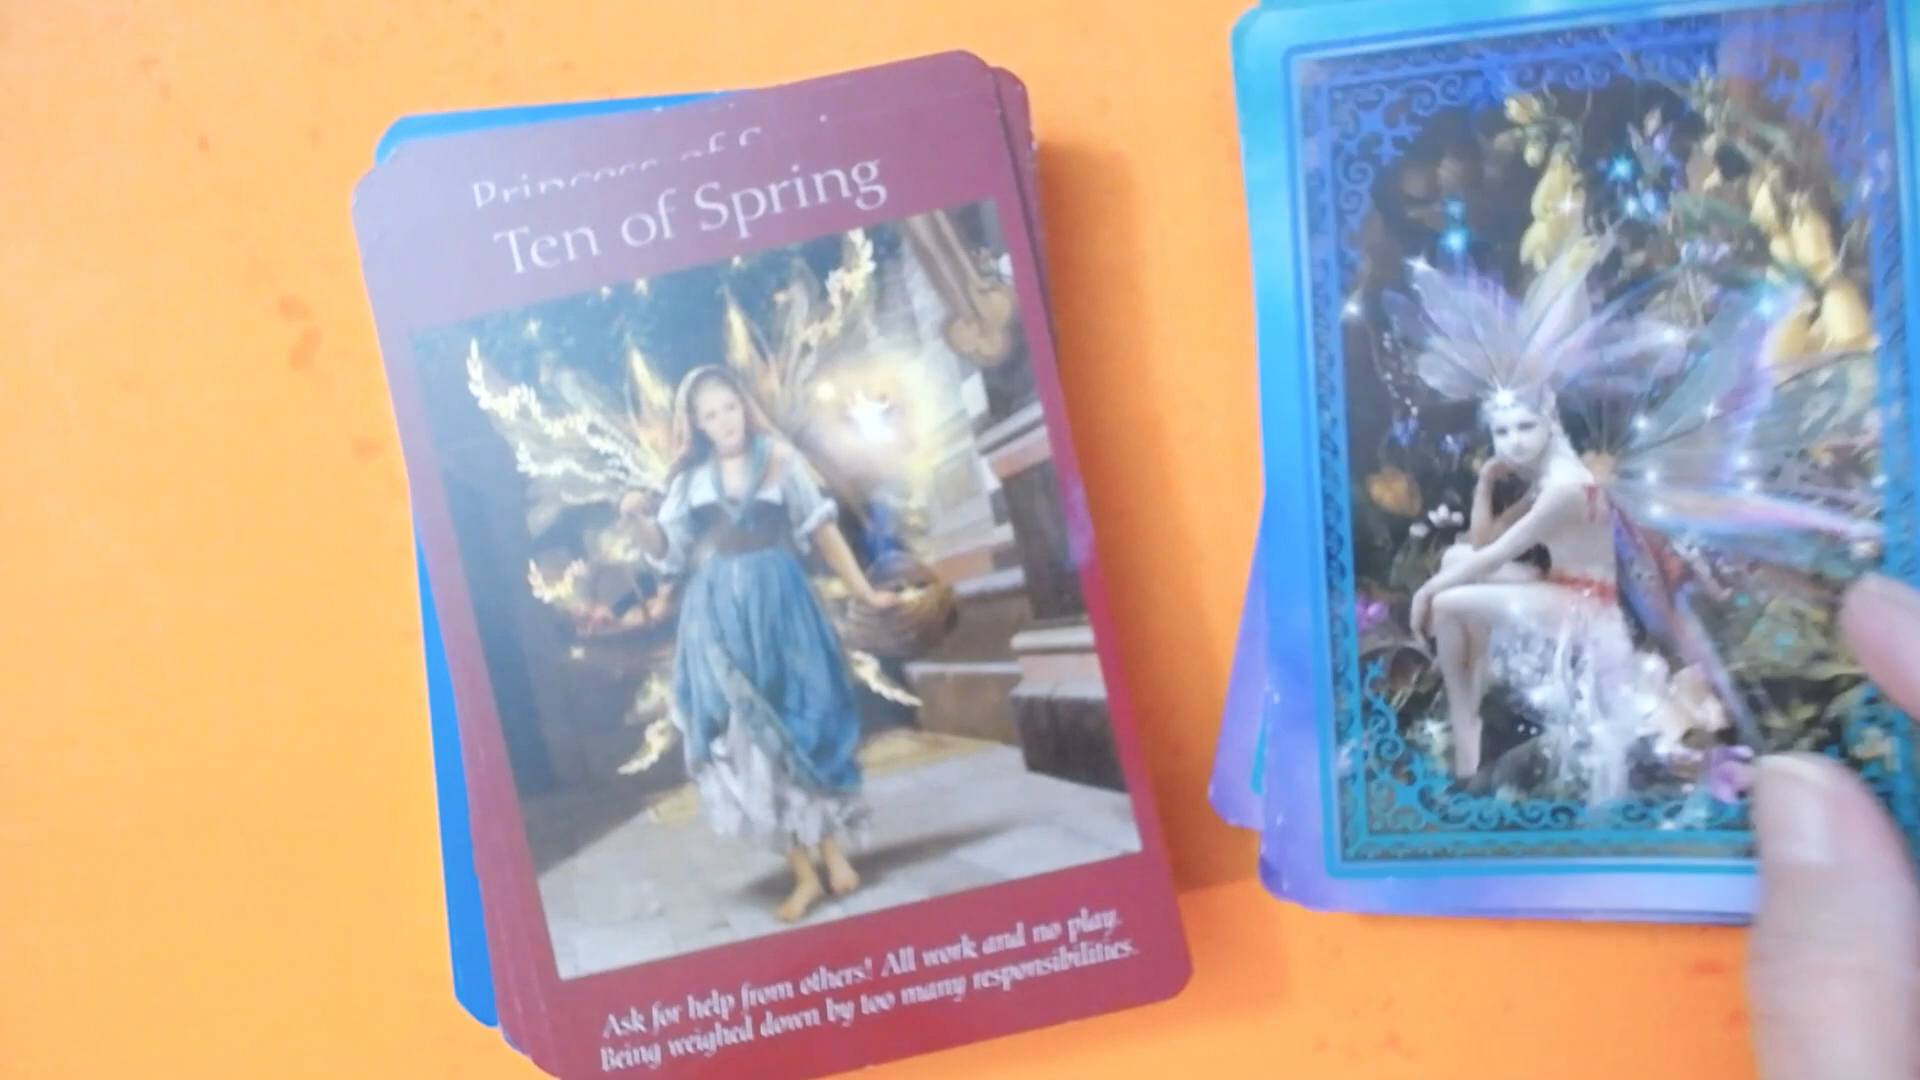 Princess of
Ten of Spring
Ask for help from others! All work and no play.
Being weighed down by too many responsibilities.